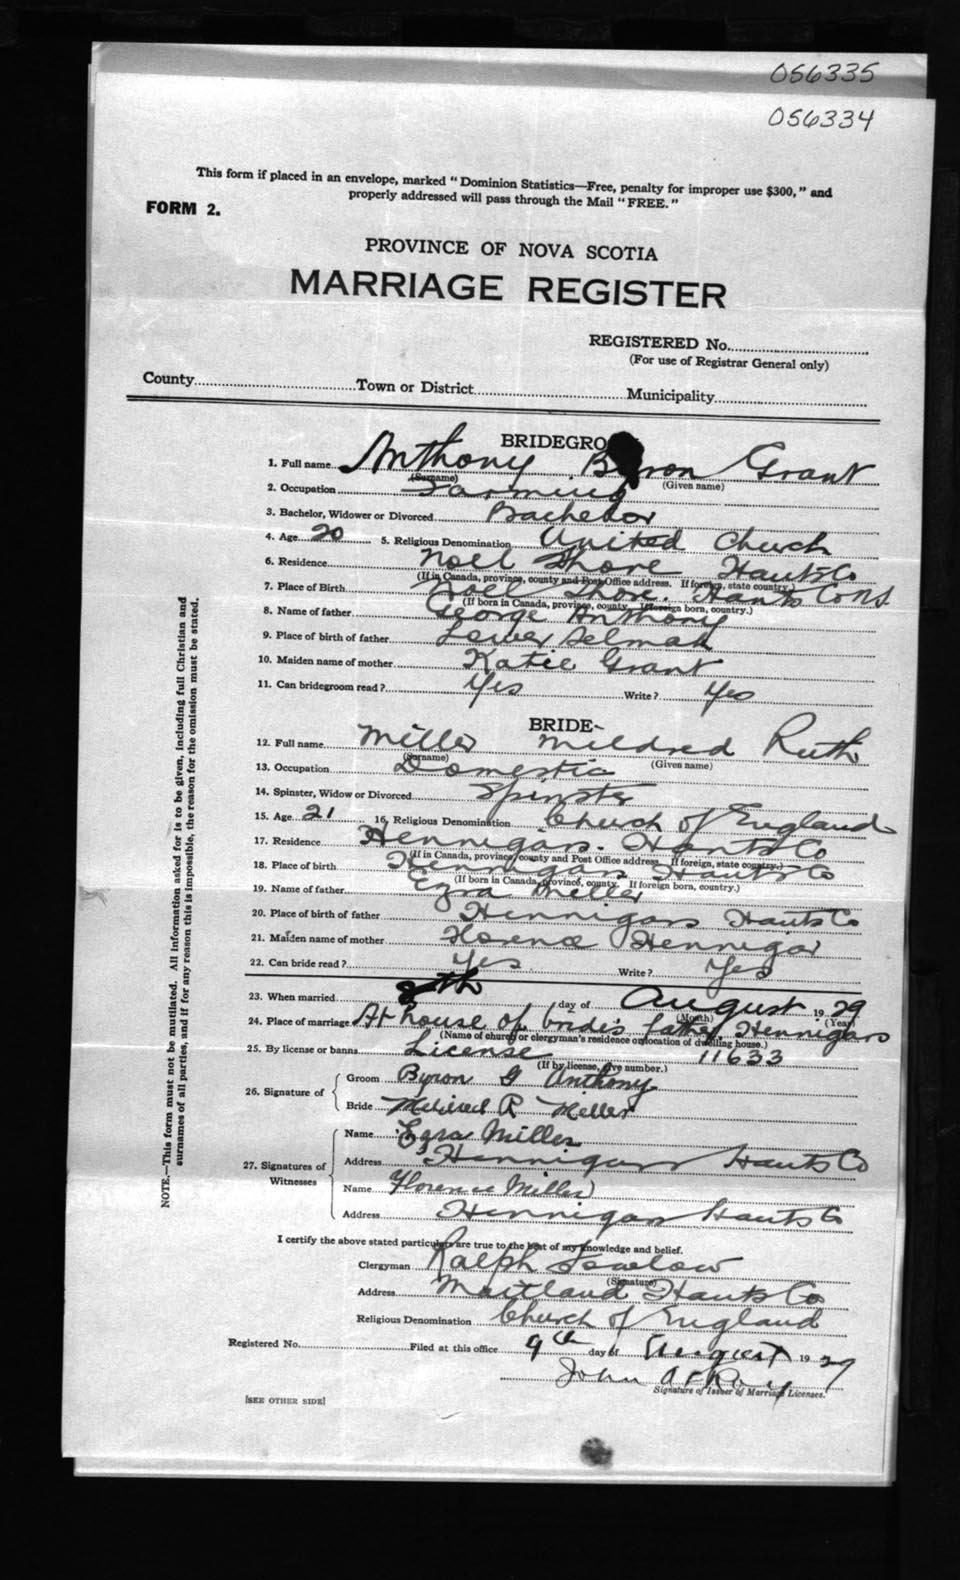 056335
056334
This form if placed in an envelope, marked "Dominion Statistics—Free, penalty for improper use $300," and
properly addressed will pass through the Mail "FREE."
FORM 2.
PROVINCE OF NOVA SCOTIA
MARRIAGE REGISTER
REGISTERED No.
(For use of Registrar General only)
County Town or District Municipality
BRIDEGRO
1. Full name Anthony Byron Grant
(Surname) (Given name)
2. Occupation Farming
3. Bachelor, Widower or Divorced Bachelor
4. Age 20 5. Religious Denomination United Church
6. Residence Noel Shore Hants Co
(If in Canada, province, county and Post Office address. If foreign, state country.)
7. Place of Birth Noel Shore. Hants
(If born in Canada, province, county. If foreign born, country.)
8. Name of father George Anthony
9. Place of birth of father Lower Selmah
10. Maiden name of mother Katie Grant
11. Can bridegroom read? Yes Write? Yes
BRIDE
12. Full name Miller Mildred Ruth
(Surname) (Given name)
13. Occupation Domestic
14. Spinster, Widow or Divorced Spinster
15. Age 21 16. Religious Denomination Church of England
17. Residence Hennigars. Hants Co
(If in Canada, province, county and Post Office address. If foreign, state country.)
18. Place of birth Hennigars Hants Co
(If born in Canada, province, county. If foreign born, country.)
19. Name of father Ezra Miller
20. Place of birth of father Hennigars Hants Co
21. Maiden name of mother Florence Hennigar
22. Can bride read? Yes Write? Yes
23. When married 8th day of August 1929
(Month) (Year)
24. Place of marriage At house of bride's father, Hennigars
(Name of church or clergyman's residence or location of dwelling house.)
25. By license or banns License 11633
(If by license, give number.)
26. Signature of
Groom Byron G Anthony
Bride Mildred R Miller
27. Signatures of Witnesses
Name Ezra Miller
Address Hennigars Hants Co
Name Florence Miller
Address Hennigar Hants Co
I certify the above stated particulars are true to the best of my knowledge and belief.
Clergyman Ralph
(Signature)
Address Maitland Hants Co
Religious Denomination Church of England
Registered No. Filed at this office 9th day of August 1929
John
Signature of Issuer of Marriage Licenses.
[SEE OTHER SIDE]
NOTE.—This form must not be mutilated. All information asked for is to be given, including full Christian and
surnames of all parties, and if for any reason this is impossible, the reason for the omission must be stated.